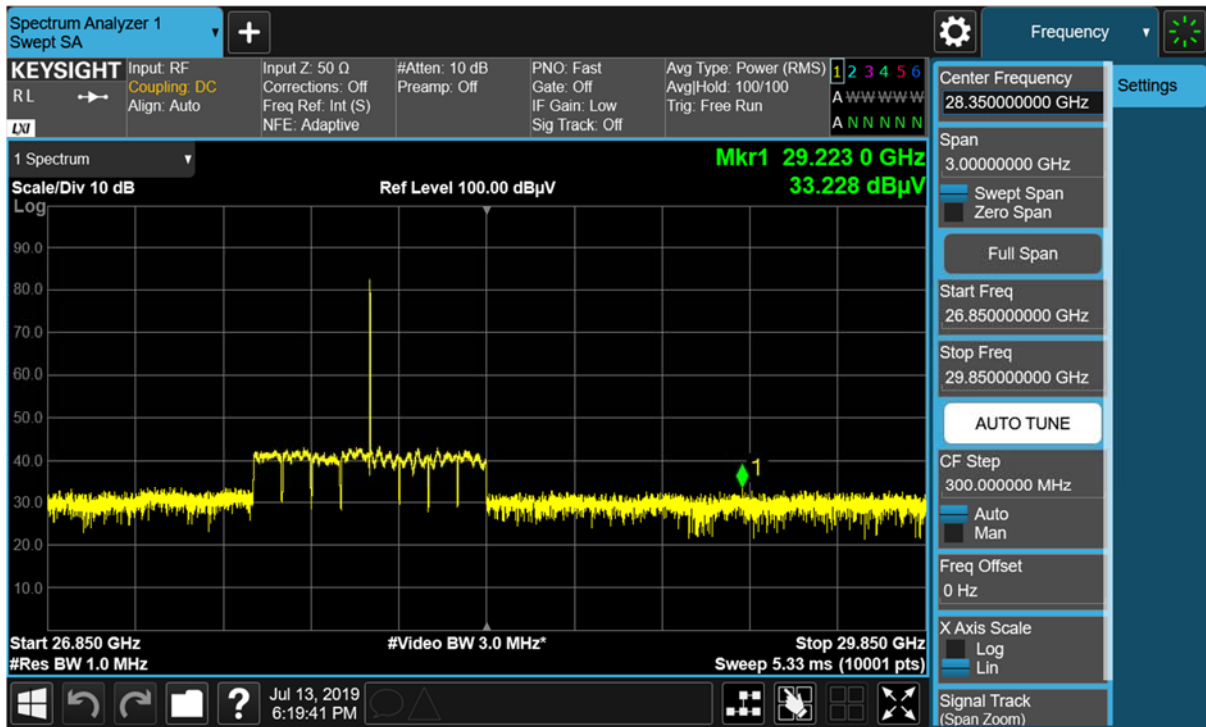 Spectrum Analyzer 1
Swept SA
+
Frequency
KEYSIGHT
R L
LXI
Input: RF
Coupling: DC
Align: Auto
Input Z: 50 Ω
Corrections: Off
Freq Ref: Int (S)
NFE: Adaptive
#Atten: 10 dB
Preamp: Off
PNO: Fast
Gate: Off
IF Gain: Low
Sig Track: Off
Avg Type: Power (RMS)
Avg|Hold: 100/100
Trig: Free Run
1 2 3 4 5 6
A W W W W W
A N N N N N
Center Frequency
28.350000000 GHz
Settings
Span
3.00000000 GHz
Swept Span
Zero Span
Full Span
Start Freq
26.850000000 GHz
Stop Freq
29.850000000 GHz
AUTO TUNE
CF Step
300.000000 MHz
Auto
Man
Freq Offset
0 Hz
X Axis Scale
Log
Lin
Signal Track
(Span Zoom)
1 Spectrum
Mkr1 29.223 0 GHz
33.228 dBµV
Scale/Div 10 dB
Ref Level 100.00 dBµV
Log
90.0
80.0
70.0
60.0
50.0
40.0
30.0
20.0
10.0
1
Start 26.850 GHz
#Video BW 3.0 MHz*
Stop 29.850 GHz
#Res BW 1.0 MHz
Sweep 5.33 ms (10001 pts)
?
Jul 13, 2019
6:19:41 PM